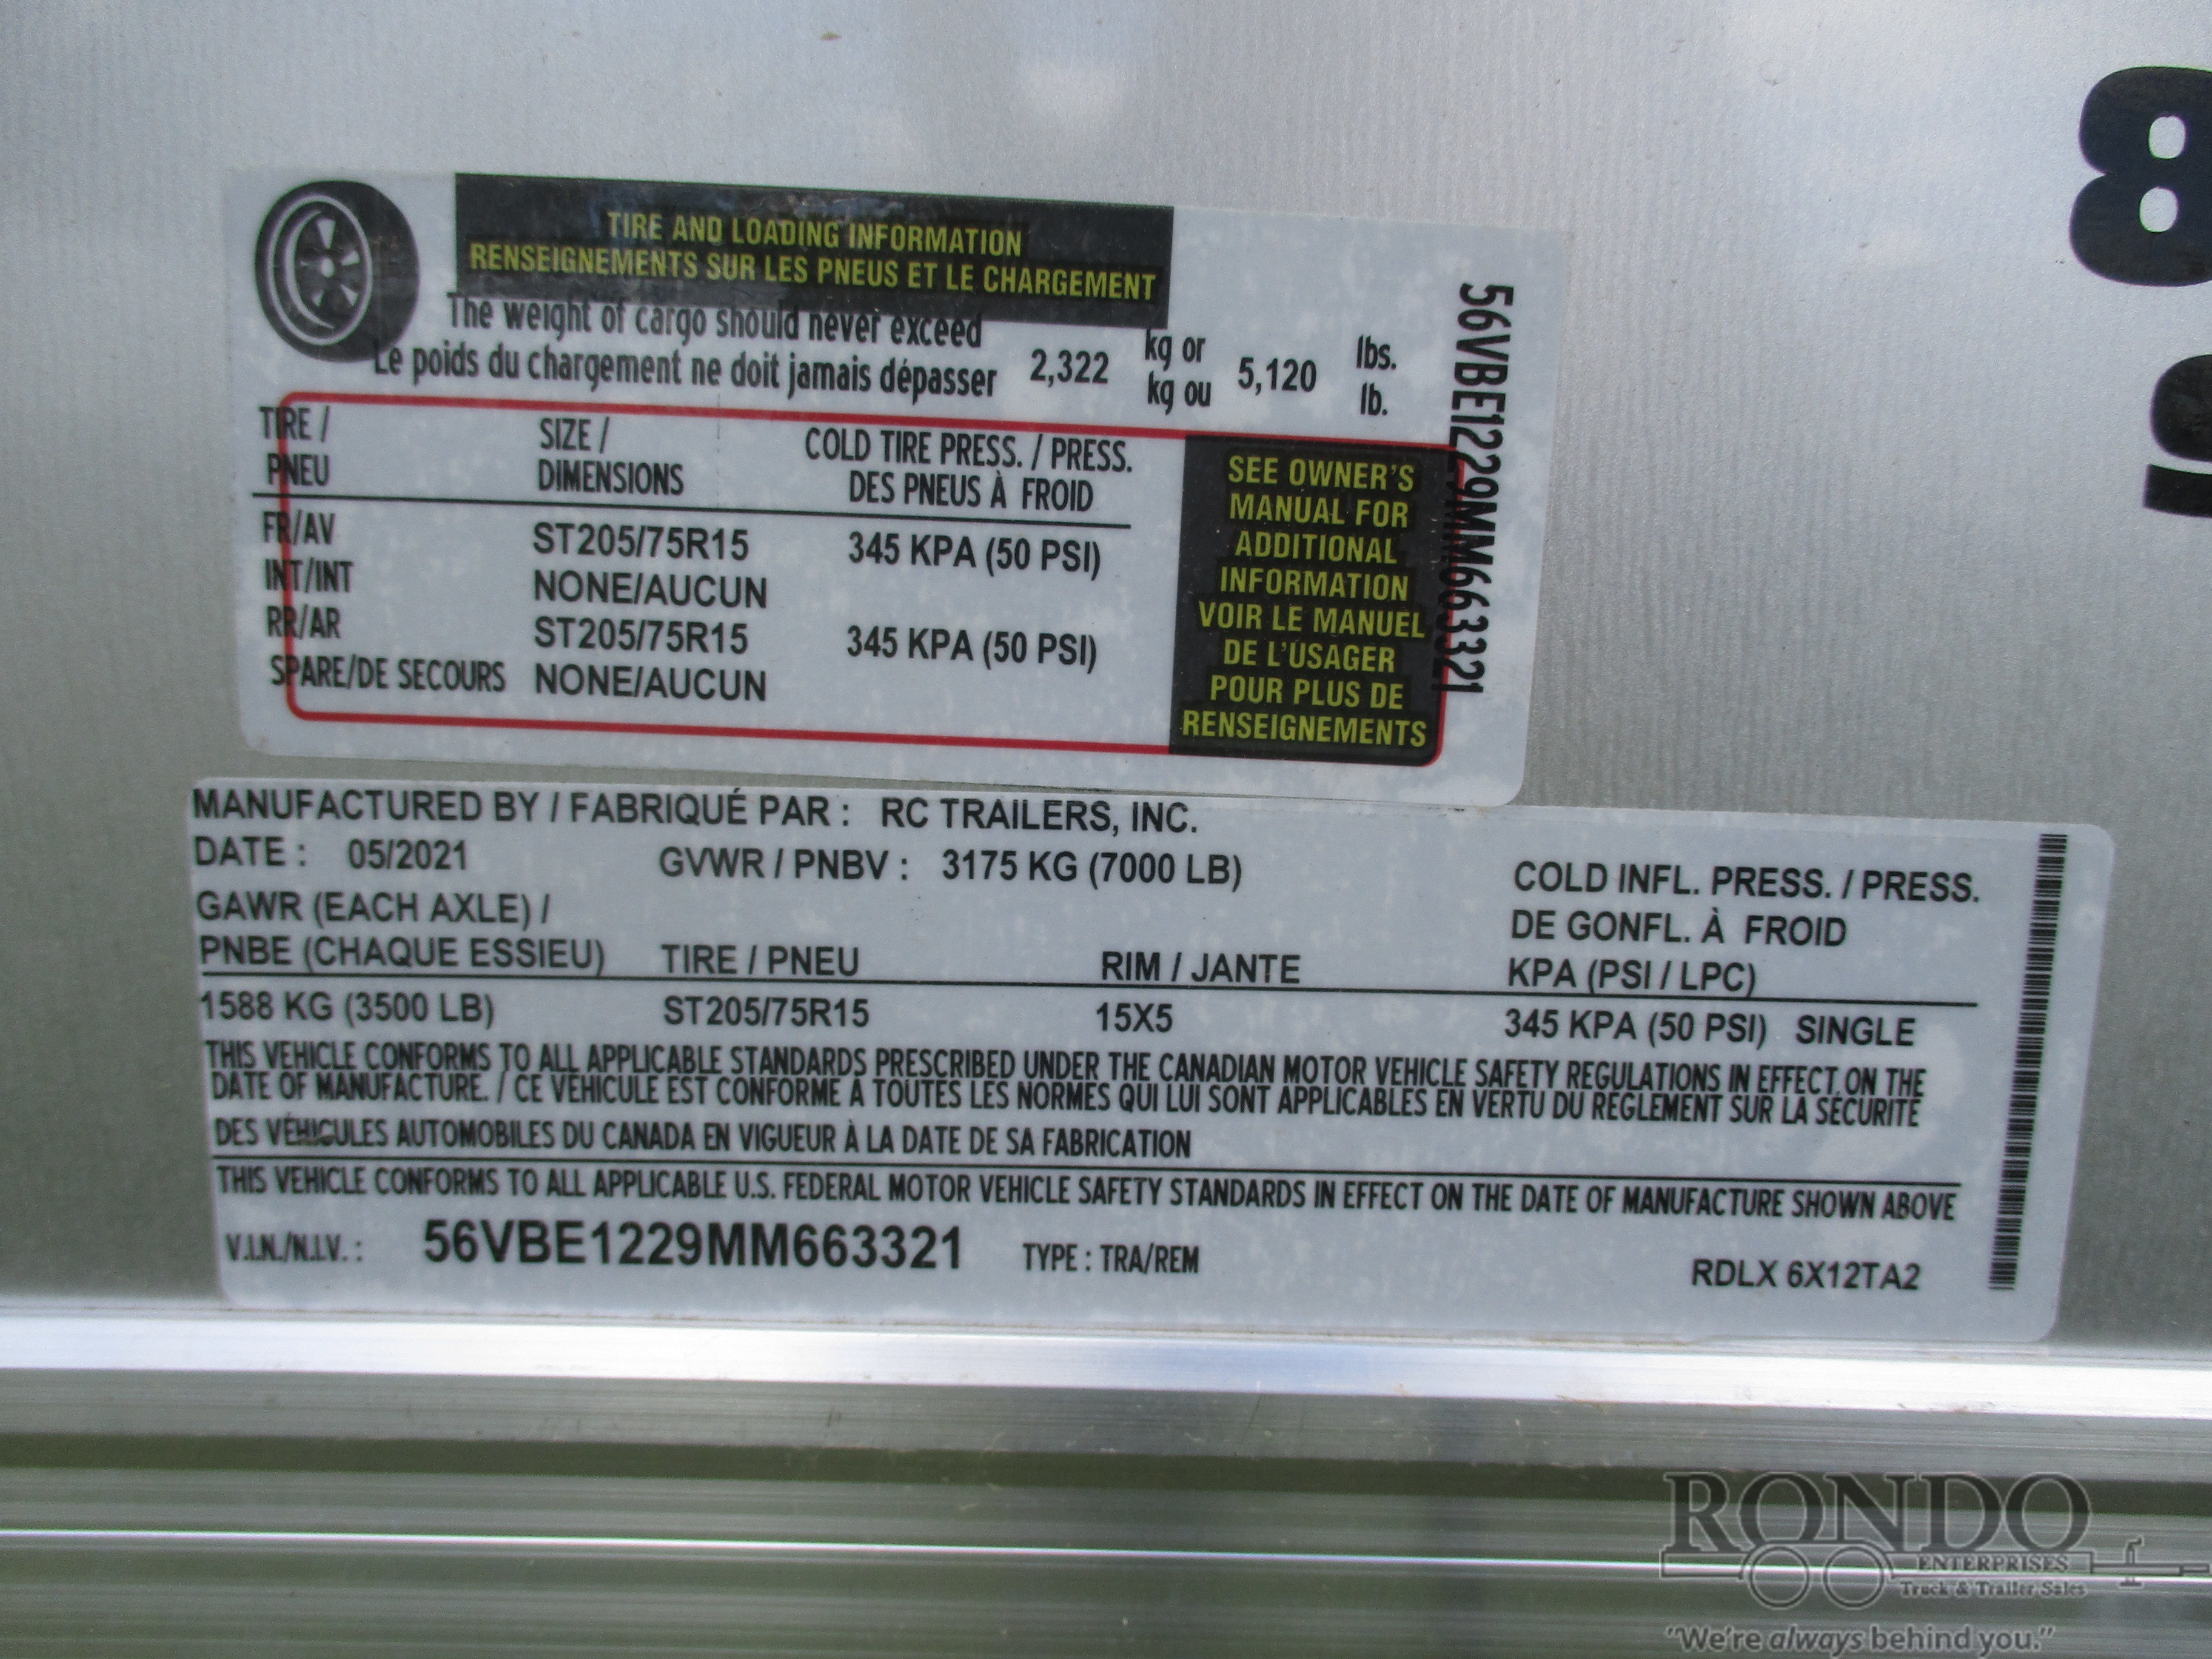 TIRE AND LOADING INFORMATION
RENSEIGNEMENTS SUR LES PNEUS ET LE CHARGEMENT
The weight of cargo should never exceed
Le poids du chargement ne doit jamais dépasser
2,322
kg or
kg ou
5,120
lbs.
lb.
TIRE /
PNEU
SIZE /
DIMENSIONS
COLD TIRE PRESS. / PRESS.
DES PNEUS À FROID
FR/AV ST205/75R15 345 KPA (50 PSI)
INT/INT NONE/AUCUN
RR/AR ST205/75R15 345 KPA (50 PSI)
SPARE/DE SECOURS NONE/AUCUN
SEE OWNER'S
MANUAL FOR
ADDITIONAL
INFORMATION
VOIR LE MANUEL
DE L'USAGER
POUR PLUS DE
RENSEIGNEMENTS
56VBE1229MM663321
8
MANUFACTURED BY / FABRIQUÉ PAR : RC TRAILERS, INC.
DATE : 05/2021 GVWR / PNBV : 3175 KG (7000 LB)
GAWR (EACH AXLE) /
PNBE (CHAQUE ESSIEU) TIRE / PNEU RIM / JANTE
COLD INFL. PRESS. / PRESS.
DE GONFL. À FROID
KPA (PSI / LPC)
1588 KG (3500 LB) ST205/75R15 15X5 345 KPA (50 PSI) SINGLE
THIS VEHICLE CONFORMS TO ALL APPLICABLE STANDARDS PRESCRIBED UNDER THE CANADIAN MOTOR VEHICLE SAFETY REGULATIONS IN EFFECT ON THE
DATE OF MANUFACTURE. / CE VÉHICULE EST CONFORME À TOUTES LES NORMES QUI LUI SONT APPLICABLES EN VERTU DU RÈGLEMENT SUR LA SÉCURITÉ
DES VÉHICULES AUTOMOBILES DU CANADA EN VIGUEUR À LA DATE DE SA FABRICATION
THIS VEHICLE CONFORMS TO ALL APPLICABLE U.S. FEDERAL MOTOR VEHICLE SAFETY STANDARDS IN EFFECT ON THE DATE OF MANUFACTURE SHOWN ABOVE
V.I.N./N.I.V. : 56VBE1229MM663321 TYPE : TRA/REM RDLX 6X12TA2
RONDO
ENTERPRISES
Truck & Trailer Sales
"We're always behind you."